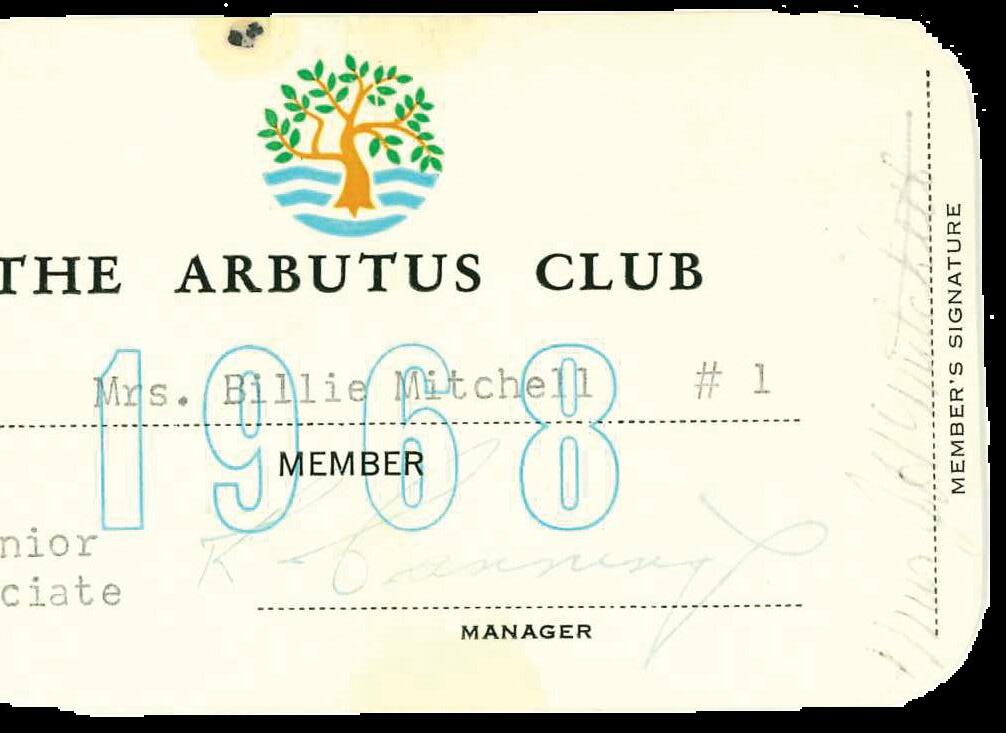 THE ARBUTUS CLUB
1968
Mrs. Billie Mitchell # 1
MEMBER
nior
ciate
MANAGER
MEMBER'S SIGNATURE